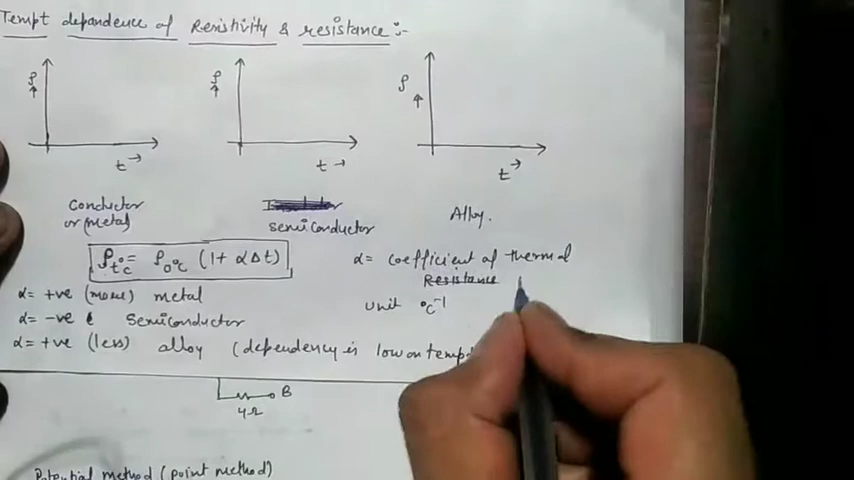 Tempt dependence of Resistivity & resistance :-
ρ ρ ρ
t t t
Conductor
or (metal)
semiconductor
Alloy.
ρt°c = ρ0°c (1 + αΔt)
α = coefficient of thermal
Resistance
unit °c⁻¹
α = +ve (more) metal
α = -ve ( Semiconductor
α = +ve (less) alloy (dependency is low on temp
B
4Ω
Potential method (point method)